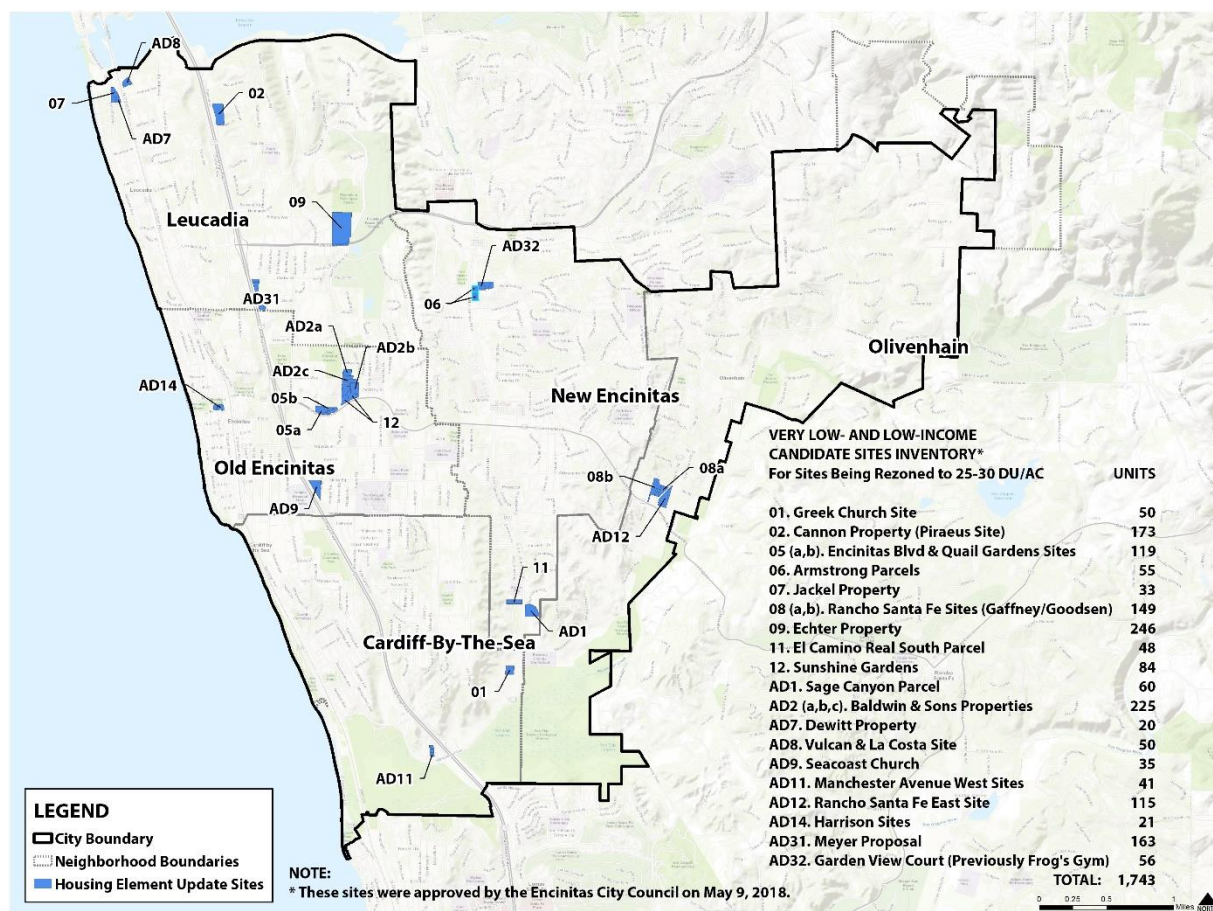 AD8
07
02
AD7
Leucadia
09
AD32
06
AD31
AD2a
AD2b
AD2c
AD14
05b
05a
12
Olivenhain
New Encinitas
Old Encinitas
AD9
08b
08a
AD12
11
AD1
Cardiff-By-The-Sea
01
AD11
VERY LOW- AND LOW-INCOME
CANDIDATE SITES INVENTORY*
For Sites Being Rezoned to 25-30 DU/AC UNITS
01. Greek Church Site 50
02. Cannon Property (Piraeus Site) 173
05 (a,b). Encinitas Blvd & Quail Gardens Sites 119
06. Armstrong Parcels 55
07. Jackel Property 33
08 (a,b). Rancho Santa Fe Sites (Gaffney/Goodsen) 149
09. Echter Property 246
11. El Camino Real South Parcel 48
12. Sunshine Gardens 84
AD1. Sage Canyon Parcel 60
AD2 (a,b,c). Baldwin & Sons Properties 225
AD7. Dewitt Property 20
AD8. Vulcan & La Costa Site 50
AD9. Seacoast Church 35
AD11. Manchester Avenue West Sites 41
AD12. Rancho Santa Fe East Site 115
AD14. Harrison Sites 21
AD31. Meyer Proposal 163
AD32. Garden View Court (Previously Frog's Gym) 56
TOTAL: 1,743
LEGEND
City Boundary
Neighborhood Boundaries
Housing Element Update Sites
NOTE:
* These sites were approved by the Encinitas City Council on May 9, 2018.
0 0.25 0.5 1
Miles
NORTH